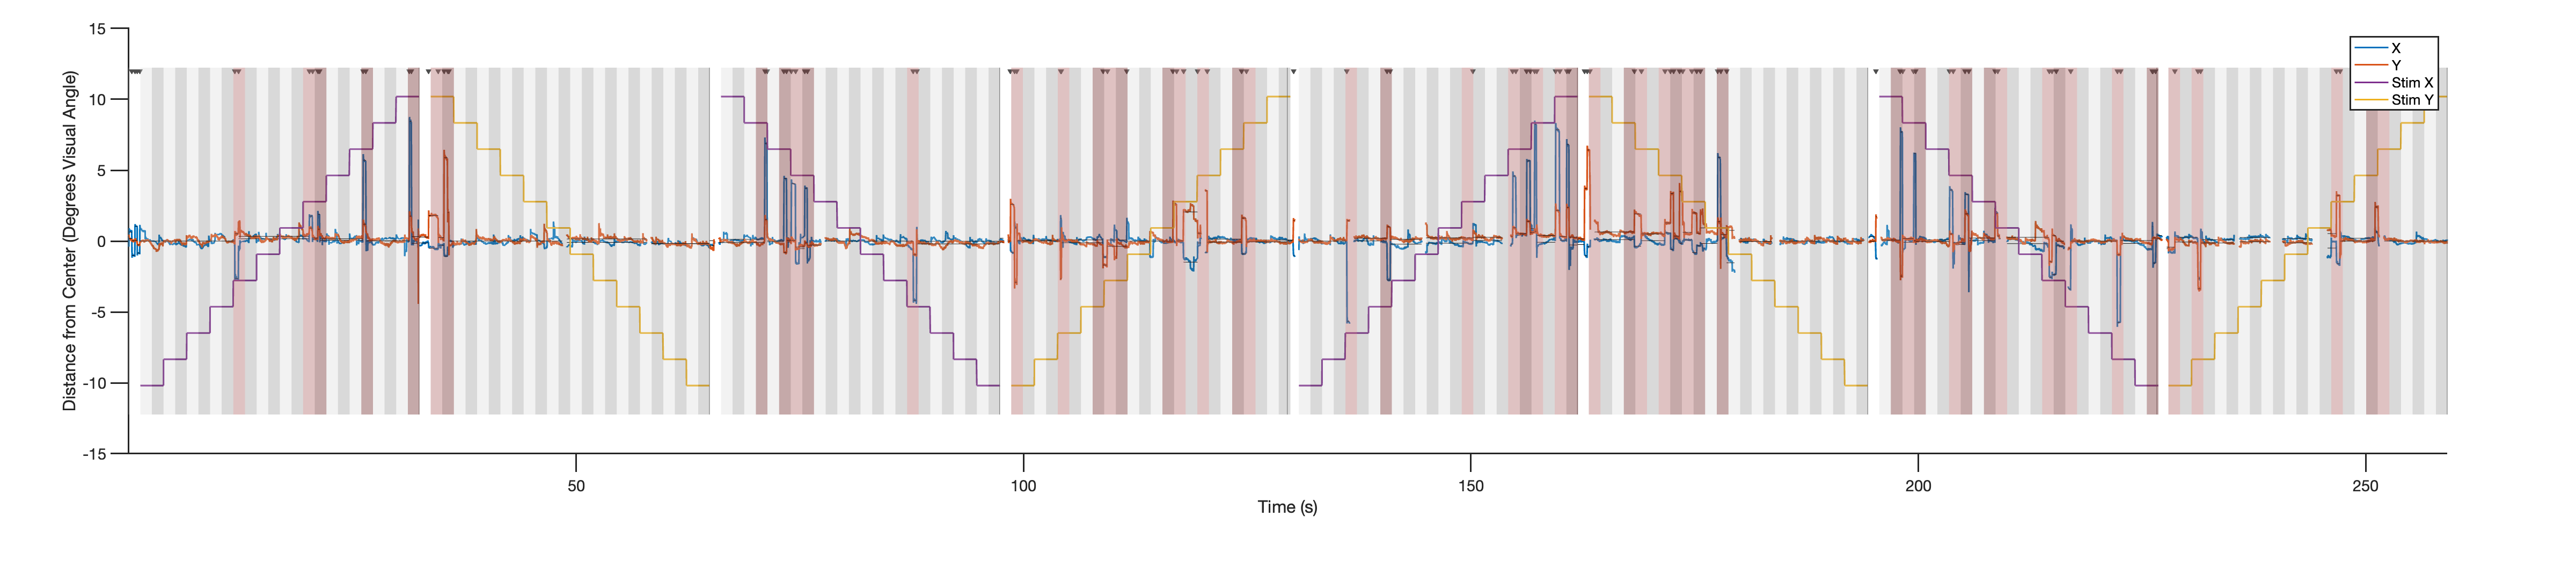 15
10
5
0
-5
-10
-15
Distance from Center (Degrees Visual Angle)
50
100
150
200
250
Time (s)
X
Y
Stim X
Stim Y